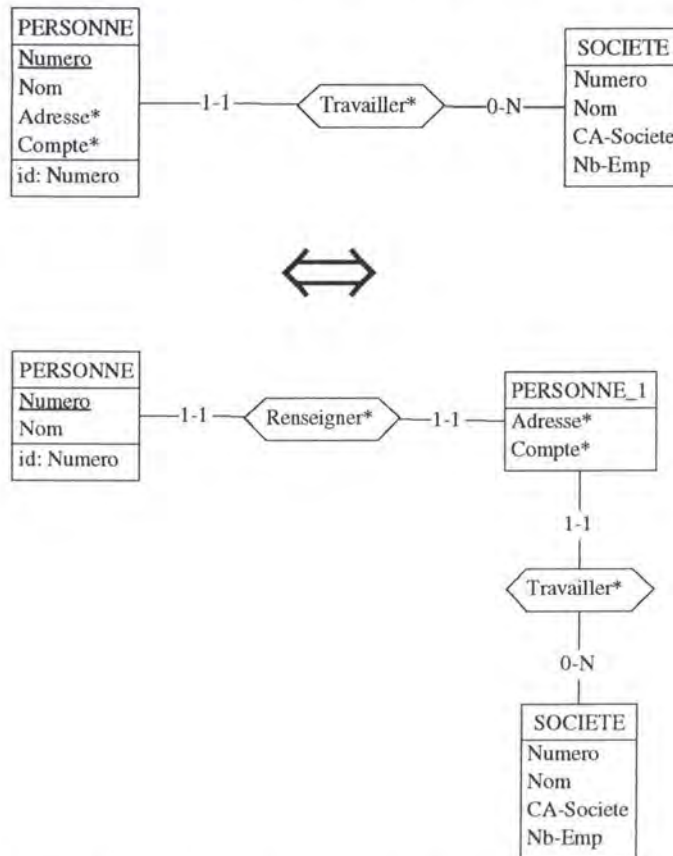 PERSONNE
Numero
Nom
Adresse*
Compte*
id: Numero
1-1
Travailler*
0-N
SOCIETE
Numero
Nom
CA-Societe
Nb-Emp
PERSONNE
Numero
Nom
id: Numero
1-1
Renseigner*
1-1
PERSONNE_1
Adresse*
Compte*
1-1
Travailler*
0-N
SOCIETE
Numero
Nom
CA-Societe
Nb-Emp